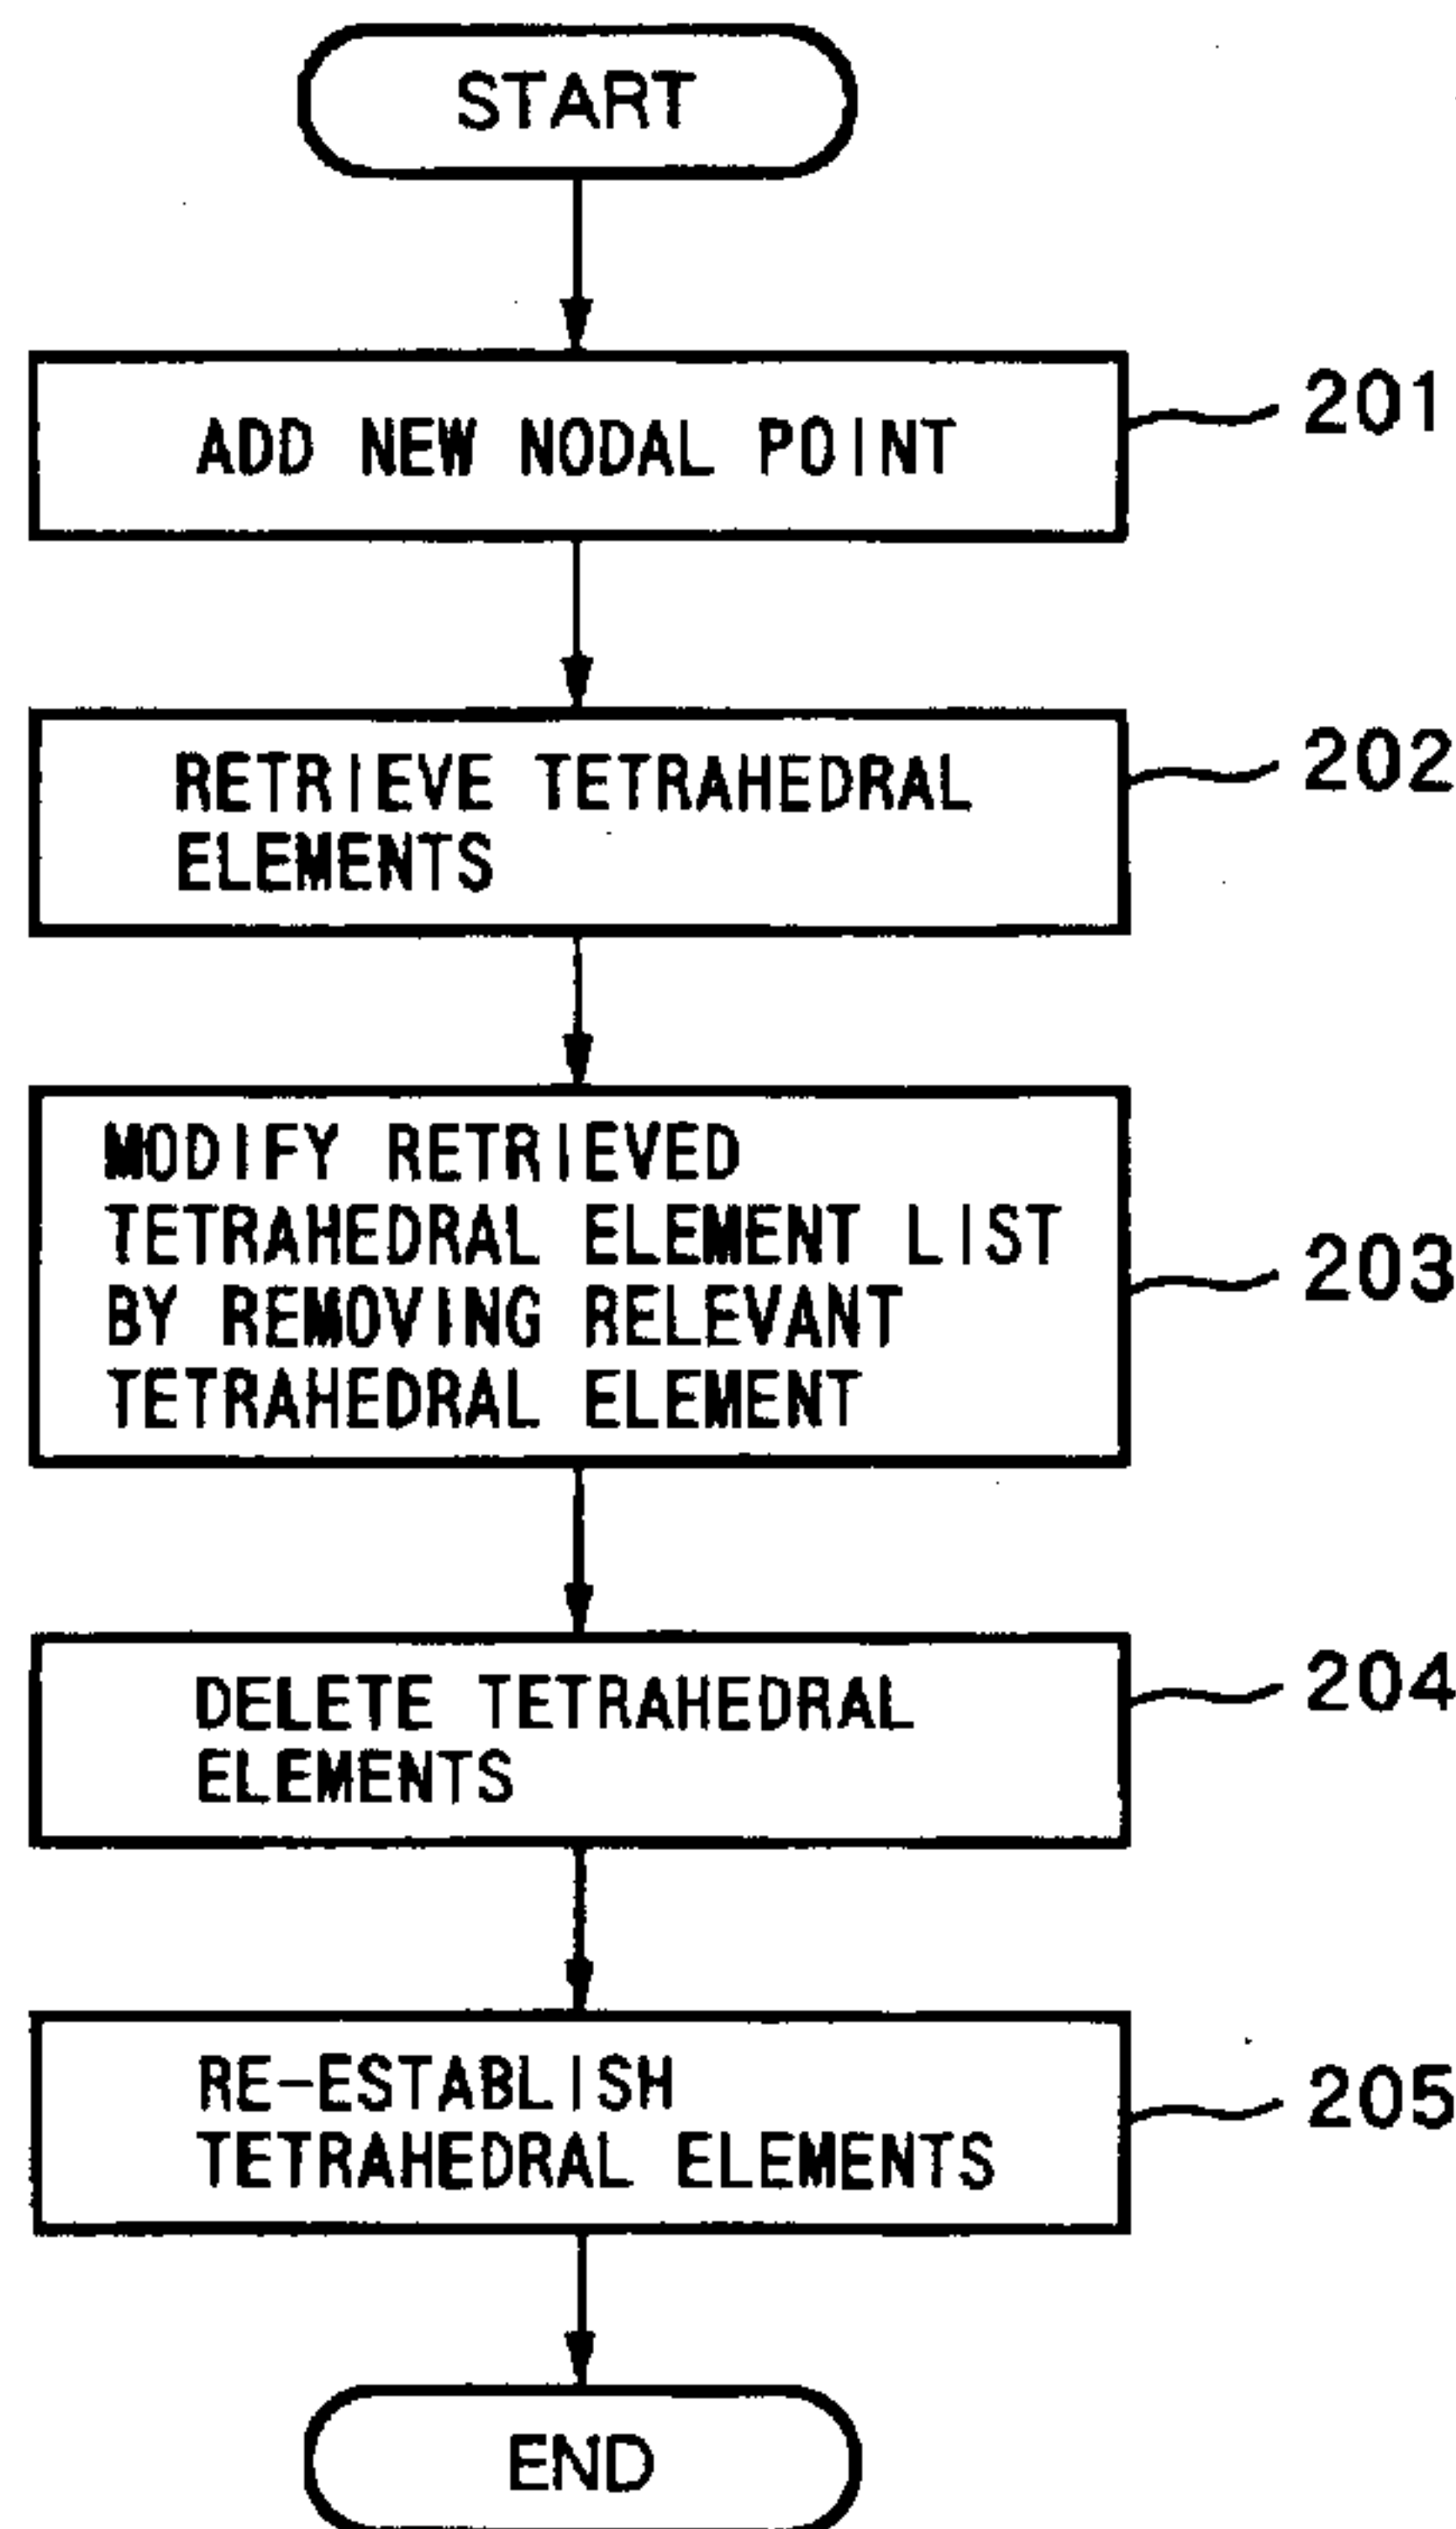 START
ADD NEW NODAL POINT
201
RETRIEVE TETRAHEDRAL
ELEMENTS
202
MODIFY RETRIEVED
TETRAHEDRAL ELEMENT LIST
BY REMOVING RELEVANT
TETRAHEDRAL ELEMENT
203
DELETE TETRAHEDRAL
ELEMENTS
204
RE-ESTABLISH
TETRAHEDRAL ELEMENTS
205
END